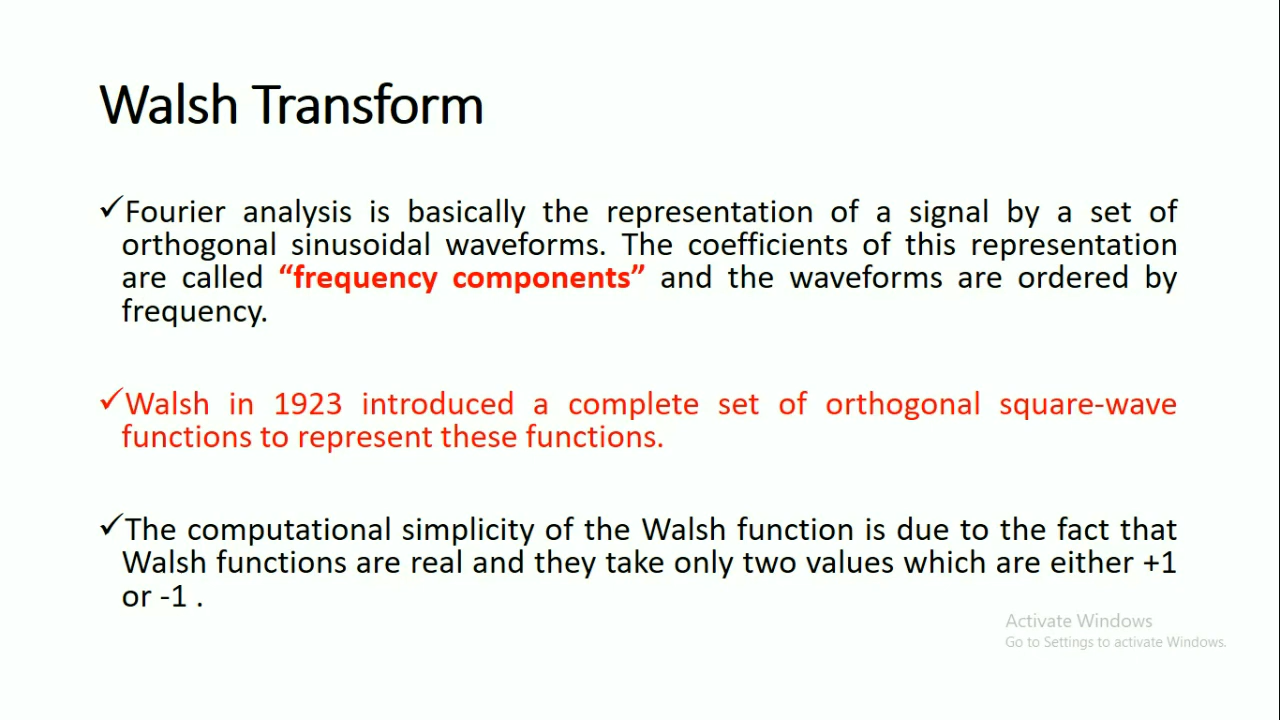 Walsh Transform
✓Fourier analysis is basically the representation of a signal by a set of
orthogonal sinusoidal waveforms. The coefficients of this representation
are called “frequency components” and the waveforms are ordered by
frequency.
✓Walsh in 1923 introduced a complete set of orthogonal square-wave
functions to represent these functions.
✓The computational simplicity of the Walsh function is due to the fact that
Walsh functions are real and they take only two values which are either +1
or -1 .
Activate Windows
Go to Settings to activate Windows.